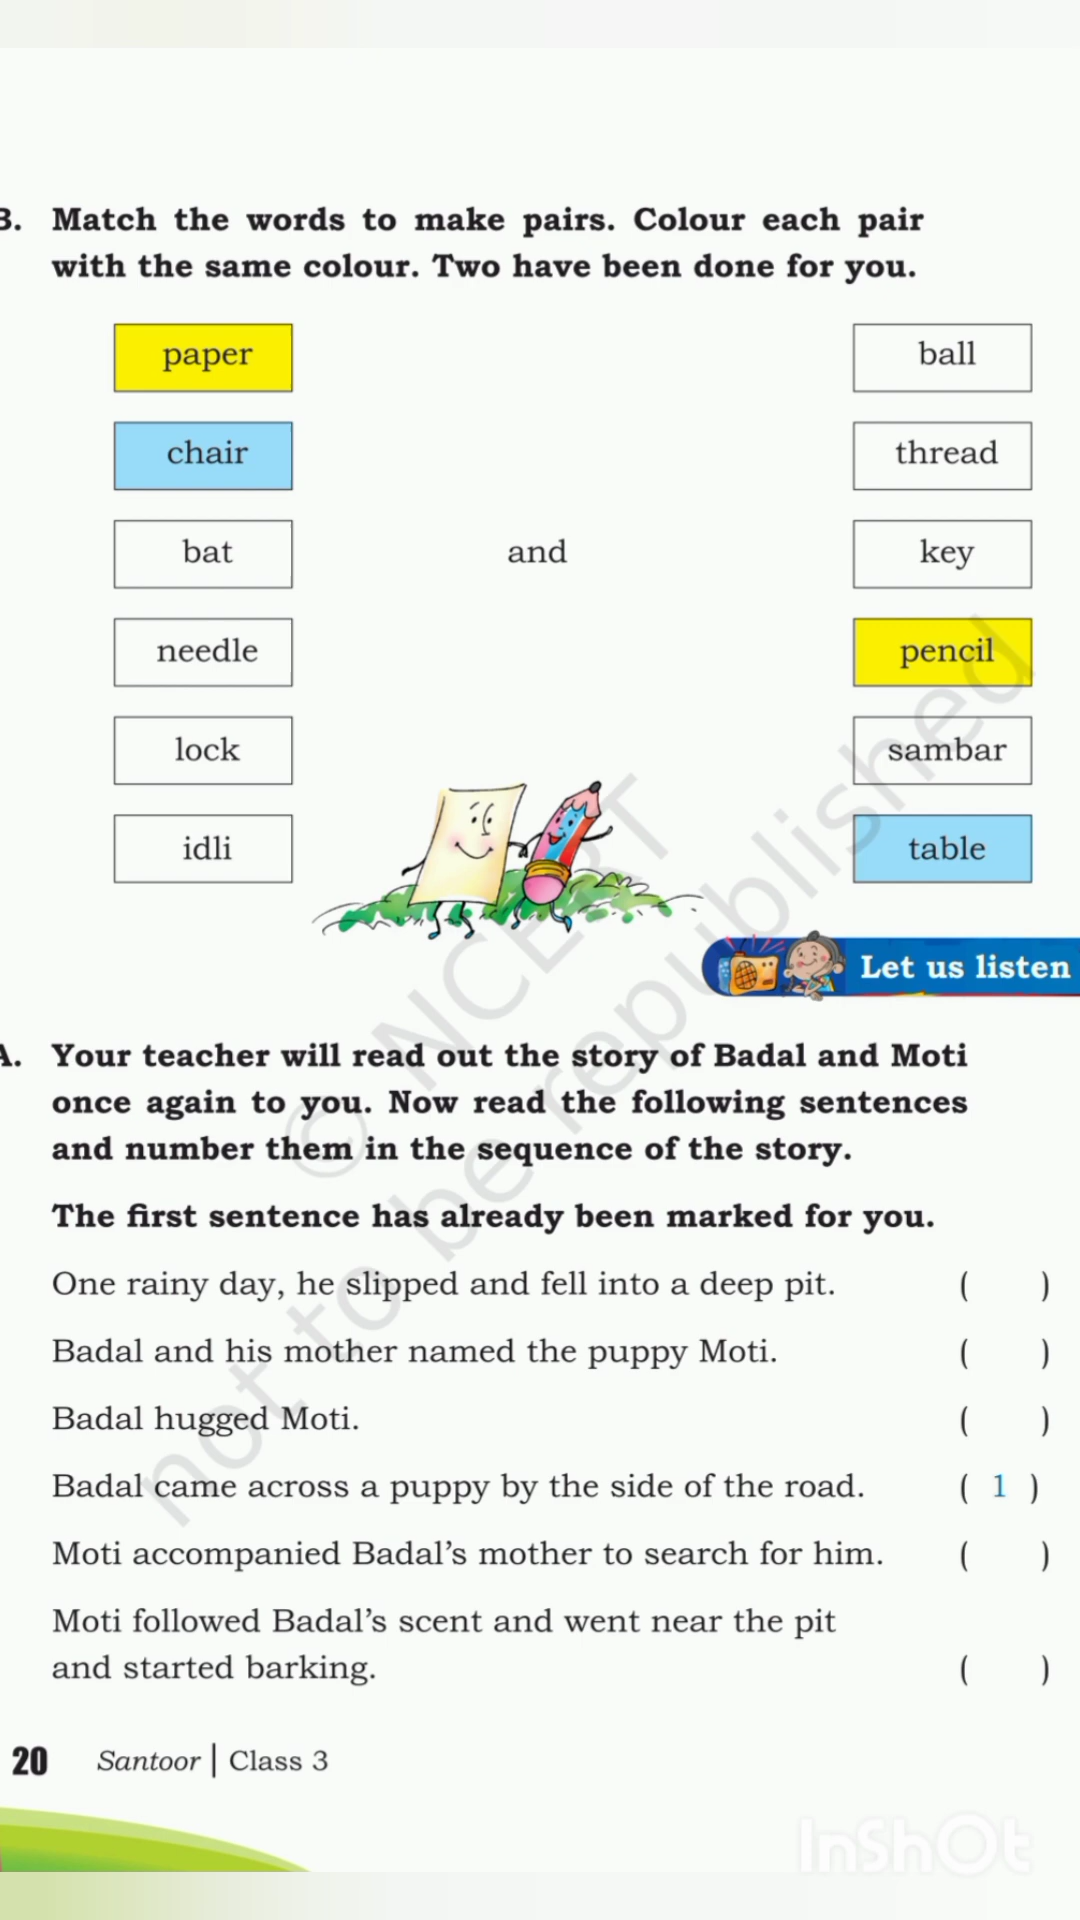 B. Match the words to make pairs. Colour each pair
with the same colour. Two have been done for you.
paper ball
chair thread
bat and key
needle pencil
lock sambar
idli table
Let us listen
A. Your teacher will read out the story of Badal and Moti
once again to you. Now read the following sentences
and number them in the sequence of the story.
The first sentence has already been marked for you.
One rainy day, he slipped and fell into a deep pit. ( )
Badal and his mother named the puppy Moti. ( )
Badal hugged Moti. ( )
Badal came across a puppy by the side of the road. ( 1 )
Moti accompanied Badal's mother to search for him. ( )
Moti followed Badal's scent and went near the pit
and started barking. ( )
20 Santoor | Class 3
© NCERT
not to be republished
InShOt